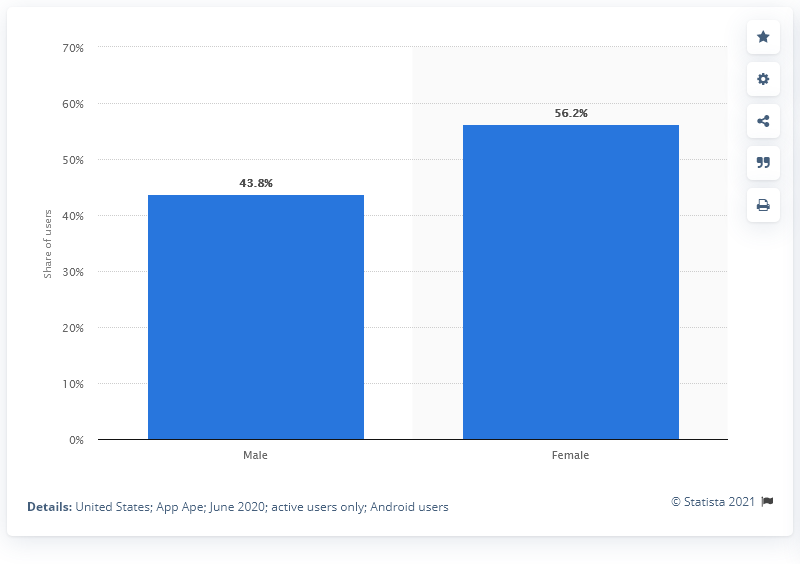 70%
60%
56.2%
50%
43.8%
40%
Share of users
30%
20%
10%
0%
Male Female
© Statista 2021
Details: United States; App Ape; June 2020; active users only; Android users